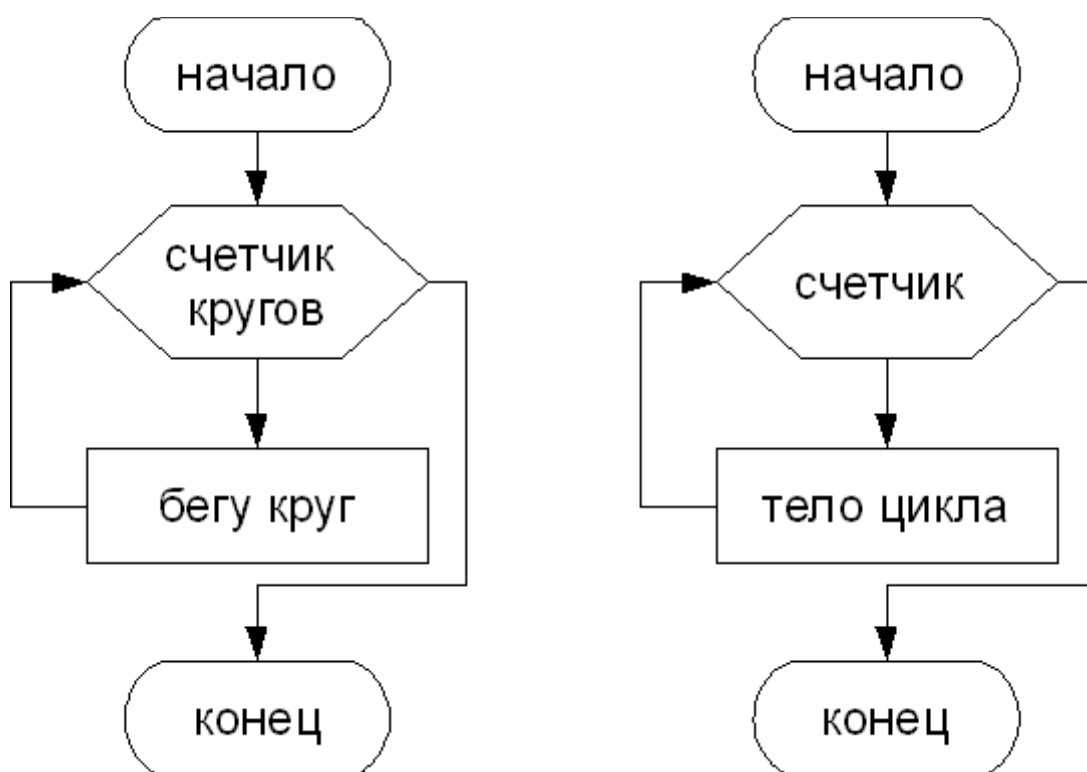 начало
счетчик
кругов
бегу круг
конец
начало
счетчик
тело цикла
конец